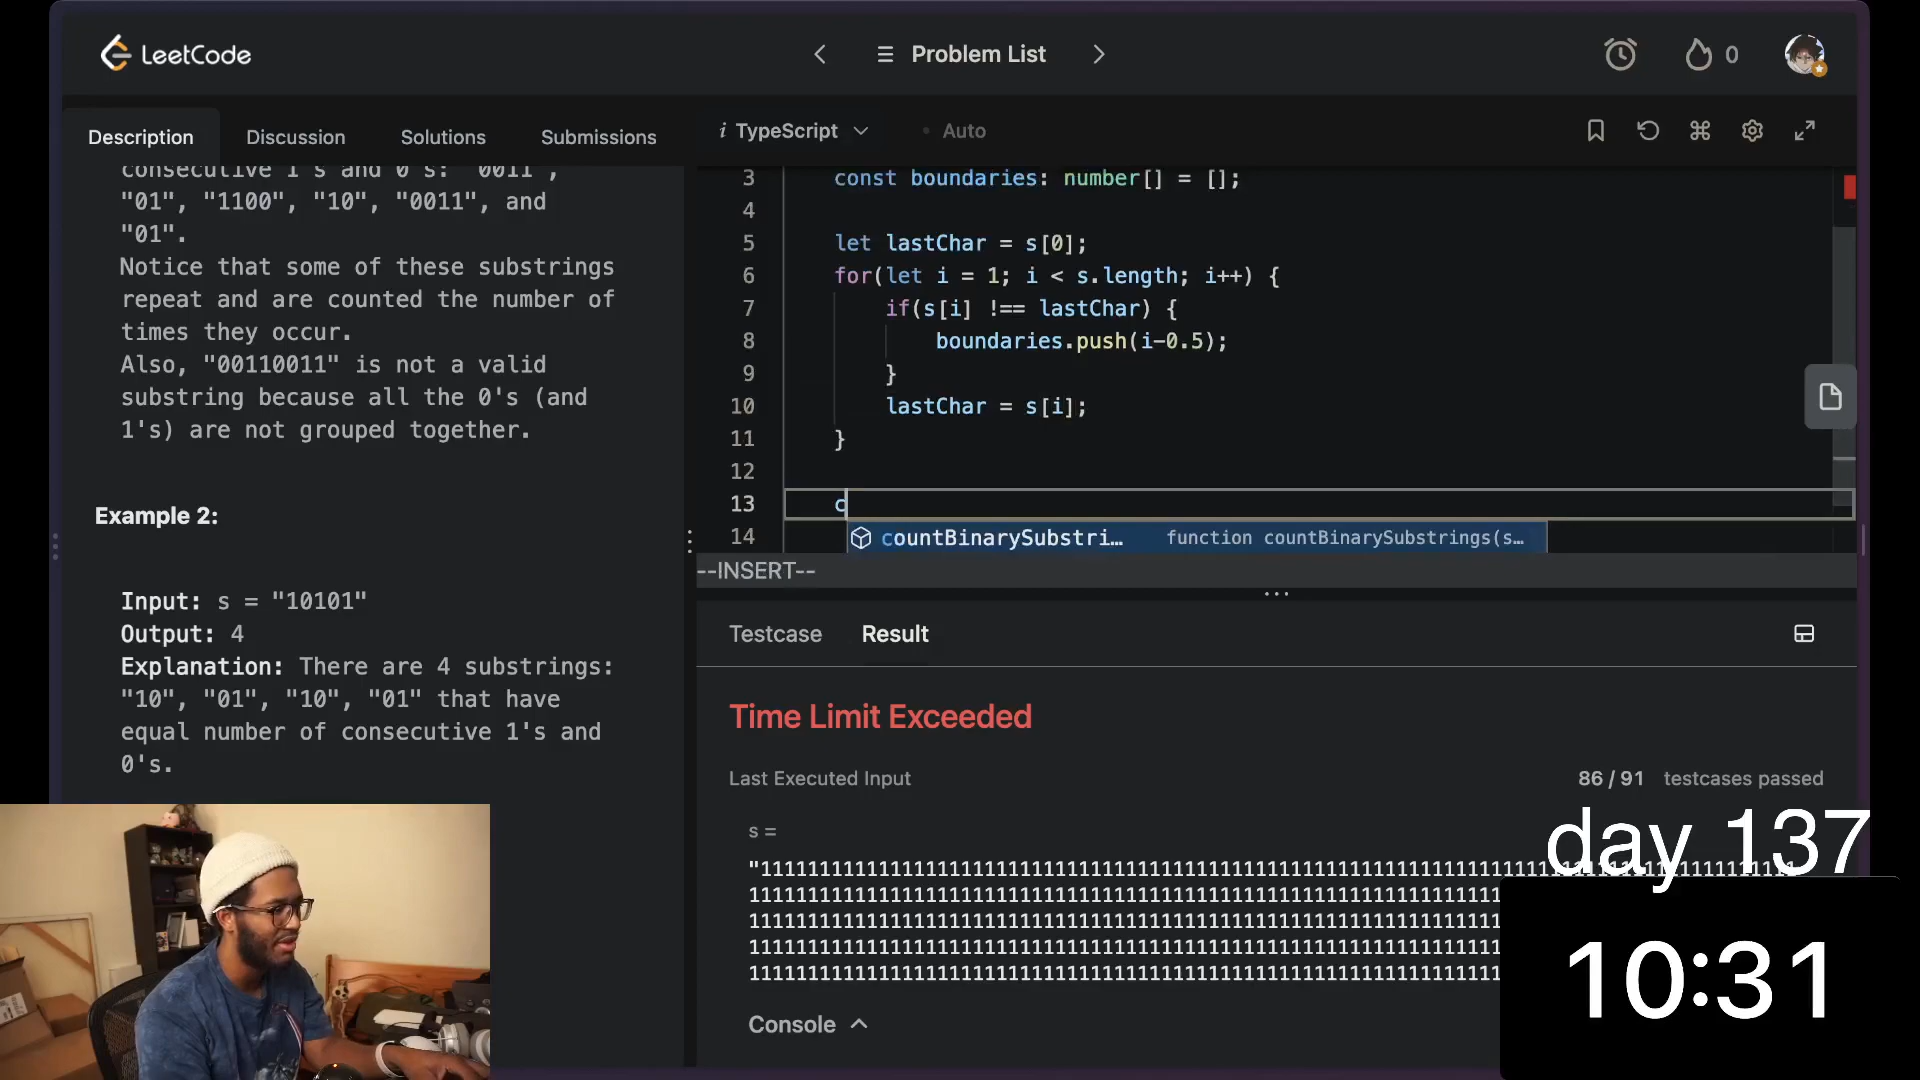 LeetCode
Problem List
0
Description
Discussion
Solutions
Submissions
i TypeScript
• Auto
consecutive 1's and 0's: "0011",
"01", "1100", "10", "0011", and
"01".
Notice that some of these substrings
repeat and are counted the number of
times they occur.
Also, "00110011" is not a valid
substring because all the 0's (and
1's) are not grouped together.
Example 2:
Input: s = "10101"
Output: 4
Explanation: There are 4 substrings:
"10", "01", "10", "01" that have
equal number of consecutive 1's and
0's.
3 const boundaries: number[] = [];
4
5 let lastChar = s[0];
6 for(let i = 1; i < s.length; i++) {
7 if(s[i] !== lastChar) {
8 boundaries.push(i-0.5);
9 }
10 lastChar = s[i];
11 }
12
13 c
14 countBinarySubstri… function countBinarySubstrings(s…
--INSERT--
Testcase
Result
Time Limit Exceeded
Last Executed Input
86 / 91 testcases passed
s =
Console
day 137
10:31